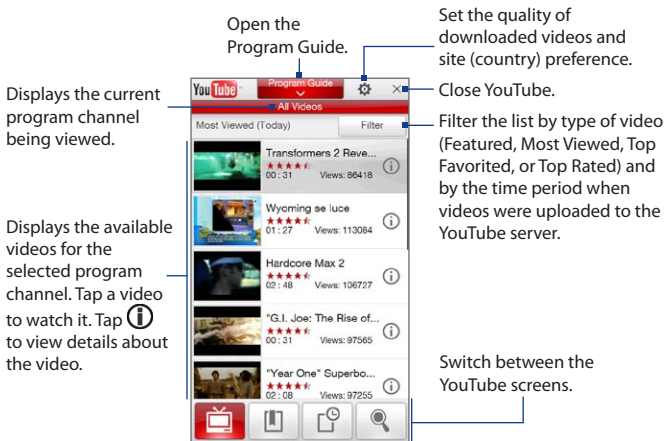 Open the
Program Guide.
Set the quality of
downloaded videos and
site (country) preference.
Displays the current
program channel
being viewed.
Close YouTube.
Filter the list by type of video
(Featured, Most Viewed, Top
Favorited, or Top Rated) and
by the time period when
videos were uploaded to the
YouTube server.
Displays the available
videos for the
selected program
channel. Tap a video
to watch it. Tap i
to view details about
the video.
Switch between the
YouTube screens.
YouTube
Program Guide
All Videos
Most Viewed (Today)
Filter
Transformers 2 Reve...
00 : 31 Views: 86418
Wyoming se luce
01 : 27 Views: 113084
Hardcore Max 2
02 : 48 Views: 106727
"G.I. Joe: The Rise of...
00 : 31 Views: 97565
"Year One" Superbo...
02 : 08 Views: 97255